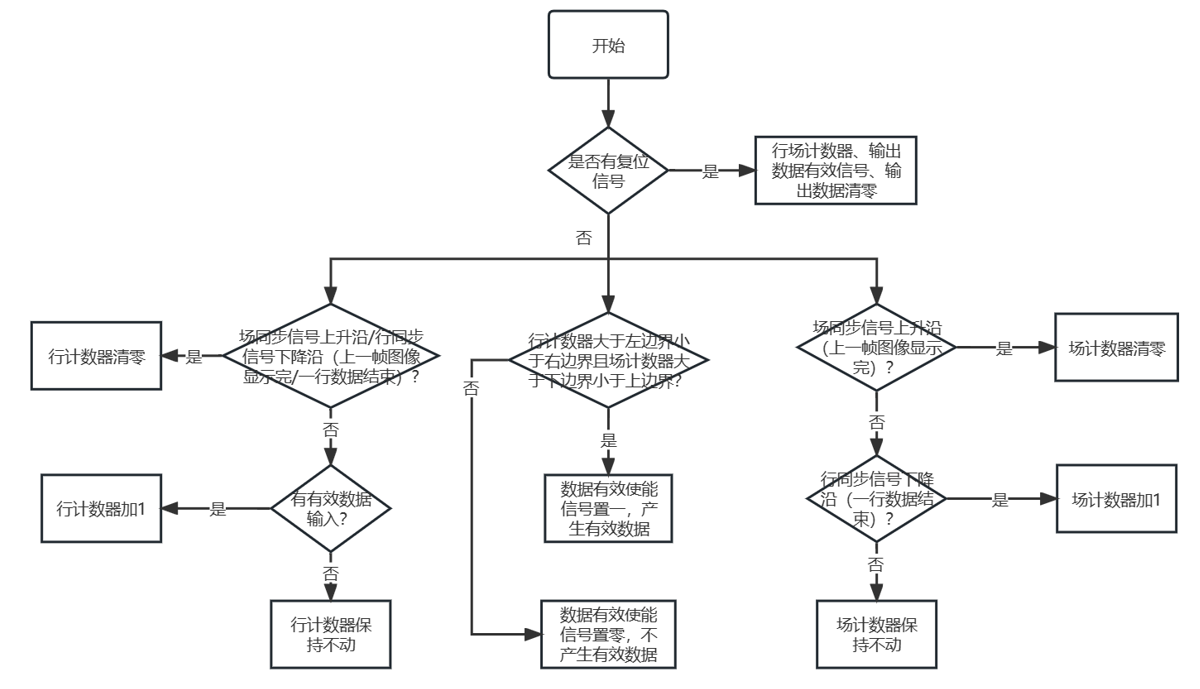 开始
是否有复位
信号
是
行场计数器、输出
数据有效信号、输
出数据清零
否
场同步信号上升沿/行同步
信号下降沿（上一帧图像
显示完/一行数据结束）?
是
行计数器清零
否
有有效数据
输入?
是
行计数器加1
否
行计数器保
持不动
行计数器大于左边界小
于右边界且场计数器大
于下边界小于上边界?
否
是
数据有效使能
信号置一，产
生有效数据
数据有效使能
信号置零，不
产生有效数据
场同步信号上升沿
（上一帧图像显示
完）?
是
场计数器清零
否
行同步信号下降
沿（一行数据结
束）?
是
场计数器加1
否
场计数器保
持不动